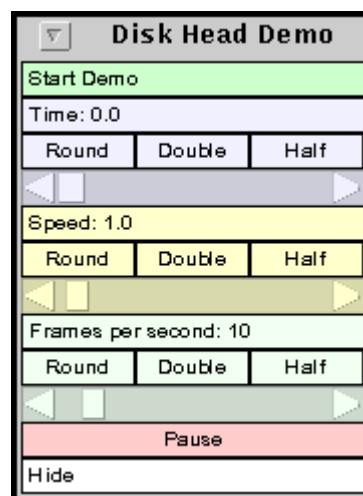 Disk Head Demo
Start Demo
Time: 0.0
Round Double Half
Speed: 1.0
Round Double Half
Frames per second: 10
Round Double Half
Pause
Hide